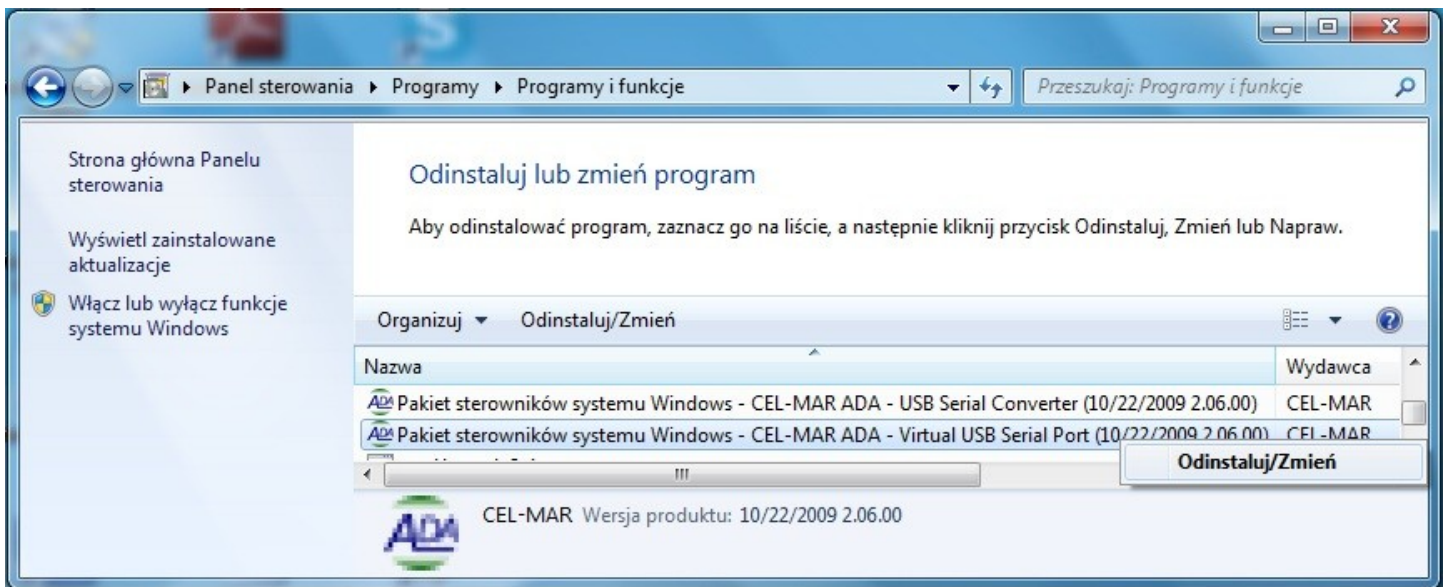 Panel sterowania ▸ Programy ▸ Programy i funkcje
Przeszukaj: Programy i funkcje
Strona główna Panelu
sterowania
Wyświetl zainstalowane
aktualizacje
Włącz lub wyłącz funkcje
systemu Windows
Odinstaluj lub zmień program
Aby odinstalować program, zaznacz go na liście, a następnie kliknij przycisk Odinstaluj, Zmień lub Napraw.
Organizuj Odinstaluj/Zmień
Nazwa Wydawca
ADA Pakiet sterowników systemu Windows - CEL-MAR ADA - USB Serial Converter (10/22/2009 2.06.00) CEL-MAR
ADA Pakiet sterowników systemu Windows - CEL-MAR ADA - Virtual USB Serial Port (10/22/2009 2.06.00) CEL-MAR
Odinstaluj/Zmień
ADA
CEL-MAR Wersja produktu: 10/22/2009 2.06.00